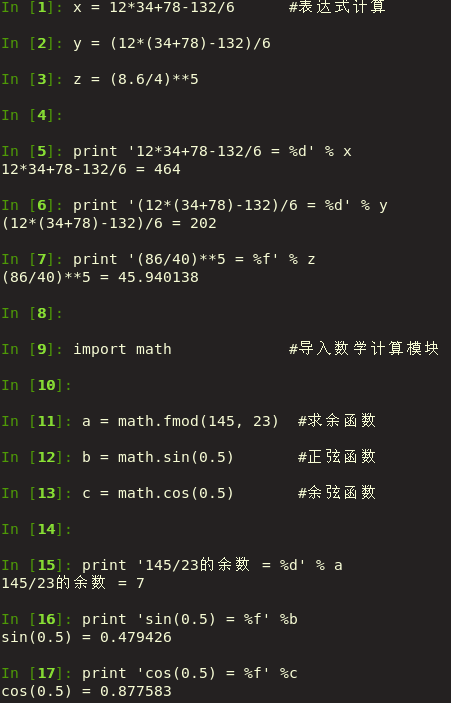 In [1]: x = 12*34+78-132/6      #表达式计算
In [2]: y = (12*(34+78)-132)/6
In [3]: z = (8.6/4)**5
In [4]:
In [5]: print '12*34+78-132/6 = %d' % x
12*34+78-132/6 = 464
In [6]: print '(12*(34+78)-132)/6 = %d' % y
(12*(34+78)-132)/6 = 202
In [7]: print '(86/40)**5 = %f' % z
(86/40)**5 = 45.940138
In [8]:
In [9]: import math             #导入数学计算模块
In [10]:
In [11]: a = math.fmod(145, 23)  #求余函数
In [12]: b = math.sin(0.5)       #正弦函数
In [13]: c = math.cos(0.5)       #余弦函数
In [14]:
In [15]: print '145/23的余数 = %d' % a
145/23的余数 = 7
In [16]: print 'sin(0.5) = %f' %b
sin(0.5) = 0.479426
In [17]: print 'cos(0.5) = %f' %c
cos(0.5) = 0.877583